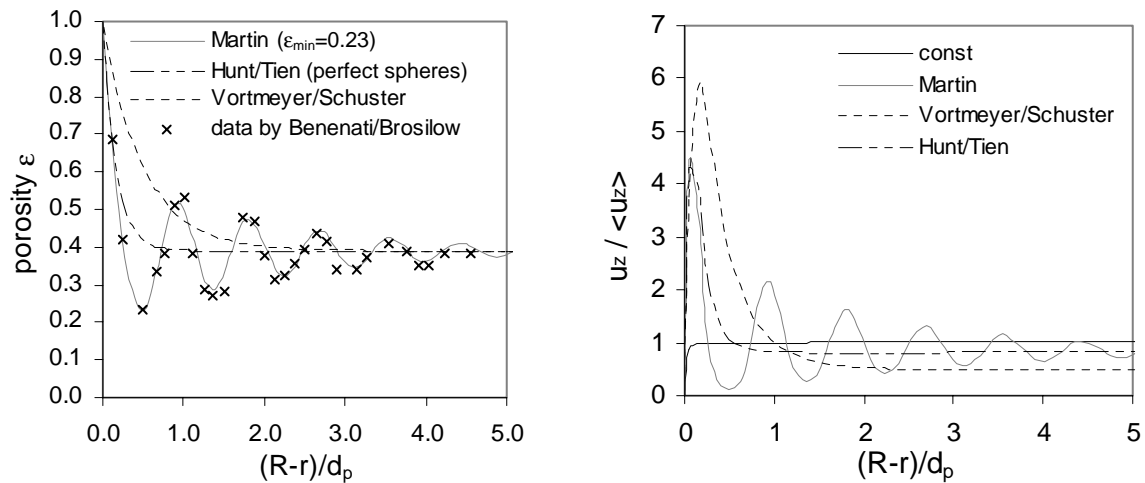 1.0
0.9
0.8
0.7
0.6
0.5
0.4
0.3
0.2
0.1
0.0
porosity ε
Martin (εmin=0.23)
Hunt/Tien (perfect spheres)
Vortmeyer/Schuster
data by Benenati/Brosilow
0.0 1.0 2.0 3.0 4.0 5.0
(R-r)/dp
7
6
5
4
3
2
1
0
uz / <uz>
const
Martin
Vortmeyer/Schuster
Hunt/Tien
0 1 2 3 4 5
(R-r)/dp